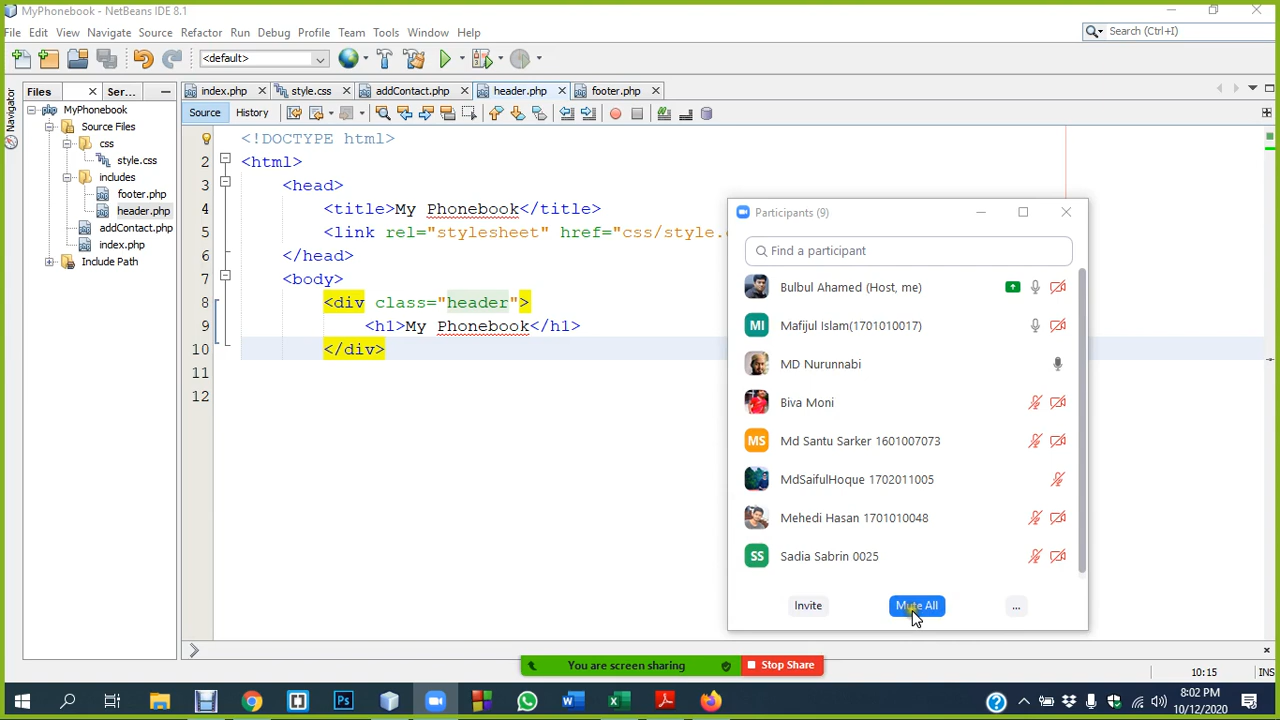 MyPhonebook - NetBeans IDE 8.1
File Edit View Navigate Source Refactor Run Debug Profile Team Tools Window Help
Search (Ctrl+I)
<default>
Files Ser...
index.php style.css addContact.php header.php footer.php
Source History
Navigator
MyPhonebook
Source Files
css
style.css
includes
footer.php
header.php
addContact.php
index.php
Include Path
<!DOCTYPE html>
2 <html>
3 <head>
4 <title>My Phonebook</title>
5 <link rel="stylesheet" href="css/style.
6 </head>
7 <body>
8 <div class="header">
9 <h1>My Phonebook</h1>
10 </div>
11
12
Participants (9)
Find a participant
Bulbul Ahamed (Host, me)
MI Mafijul Islam(1701010017)
MD Nurunnabi
Biva Moni
MS Md Santu Sarker 1601007073
MdSaifulHoque 1702011005
Mehedi Hasan 1701010048
SS Sadia Sabrin 0025
Invite Mute All ...
You are screen sharing Stop Share
10:15 INS
8:02 PM
10/12/2020